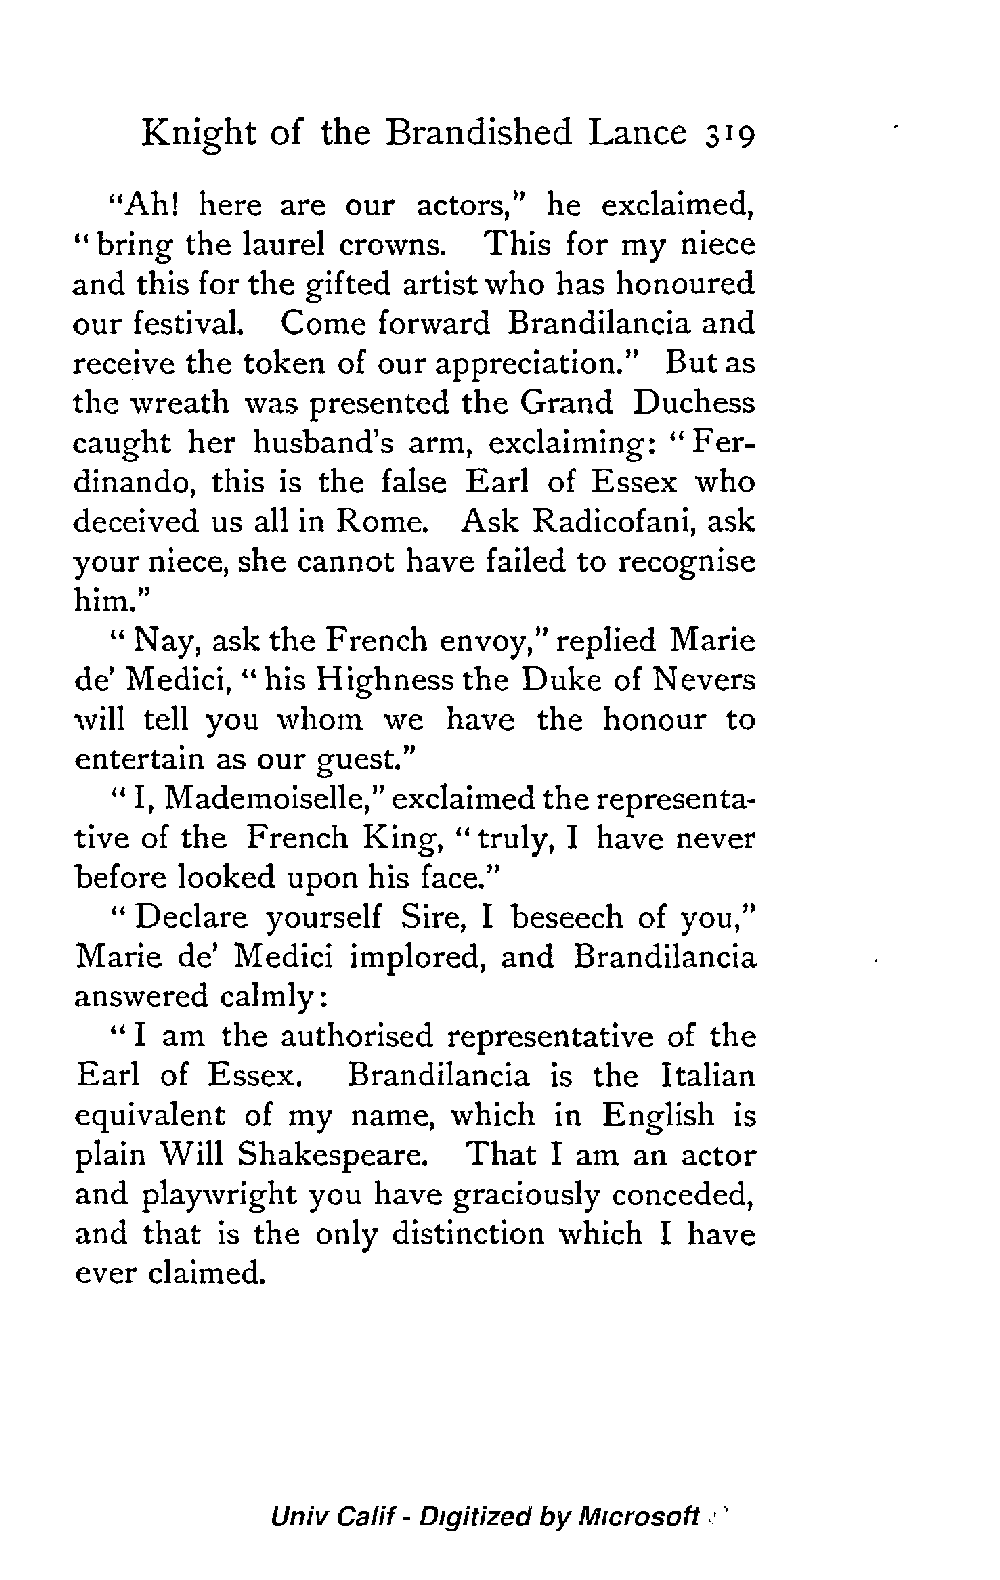 Knight of the Brandished Lance 319
"Ah! here are our actors," he exclaimed,
"bring the laurel crowns. This for my niece
and this for the gifted artist who has honoured
our festival. Come forward Brandilancia and
receive the token of our appreciation." But as
the wreath was presented the Grand Duchess
caught her husband's arm, exclaiming: "Fer-
dinando, this is the false Earl of Essex who
deceived us all in Rome. Ask Radicofani, ask
your niece, she cannot have failed to recognise
him."
"Nay, ask the French envoy," replied Marie
de' Medici, "his Highness the Duke of Nevers
will tell you whom we have the honour to
entertain as our guest."
"I, Mademoiselle," exclaimed the representa-
tive of the French King, "truly, I have never
before looked upon his face."
"Declare yourself Sire, I beseech of you,"
Marie de' Medici implored, and Brandilancia
answered calmly:
"I am the authorised representative of the
Earl of Essex. Brandilancia is the Italian
equivalent of my name, which in English is
plain Will Shakespeare. That I am an actor
and playwright you have graciously conceded,
and that is the only distinction which I have
ever claimed.
Univ Calif - Digitized by Microsoft